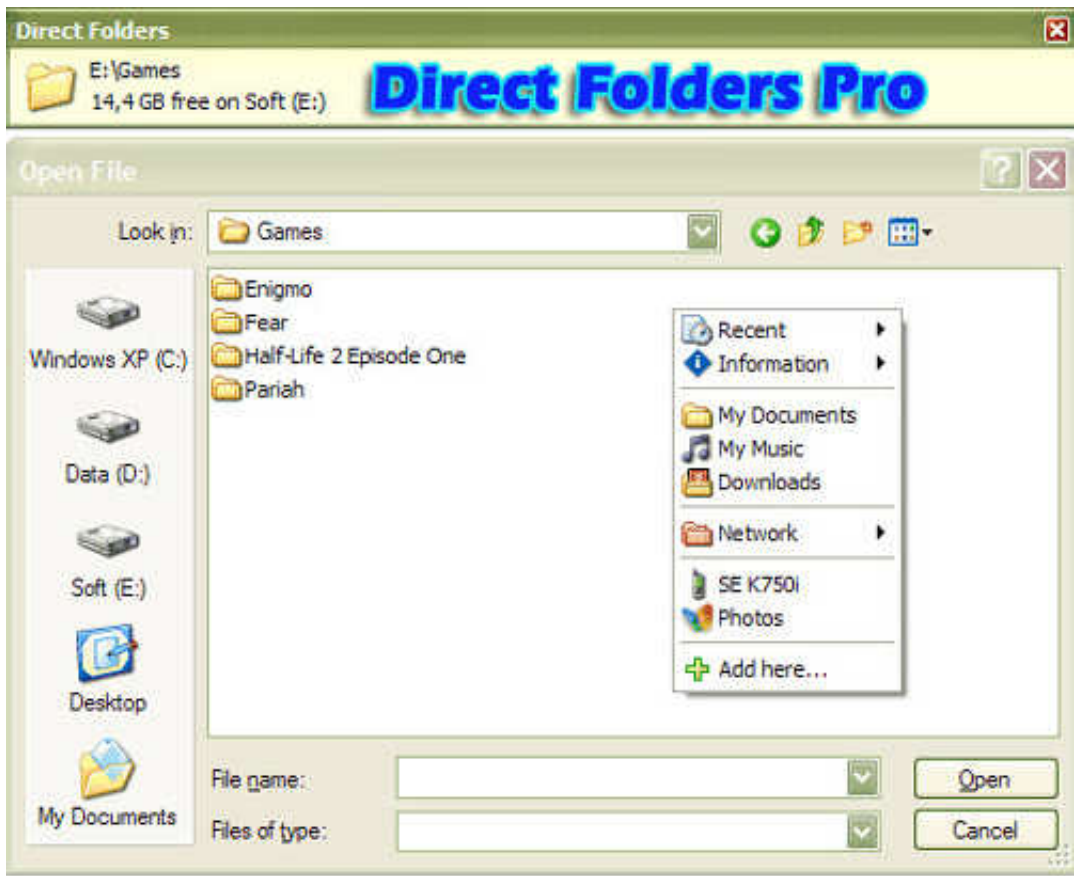 Direct Folders
E:\Games
14,4 GB free on Soft (E:)
Direct Folders Pro
Open File
Look in:
Games
Windows XP (C:)
Data (D:)
Soft (E:)
Desktop
My Documents
Enigmo
Fear
Half-Life 2 Episode One
Pariah
Recent
Information
My Documents
My Music
Downloads
Network
SE K750i
Photos
Add here...
File name:
Open
Files of type:
Cancel